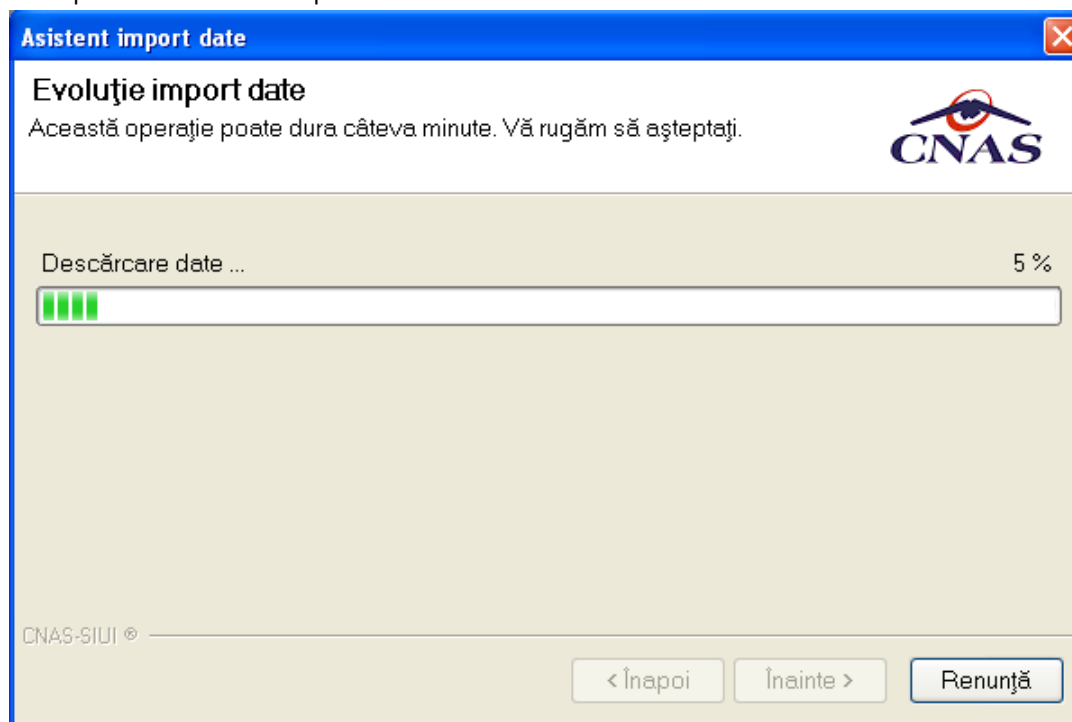 Asistent import date
Evoluţie import date
Această operaţie poate dura câteva minute. Vă rugăm să aşteptaţi.
CNAS
Descărcare date ... 5 %
CNAS-SIUI ®
< Înapoi Înainte > Renunţă